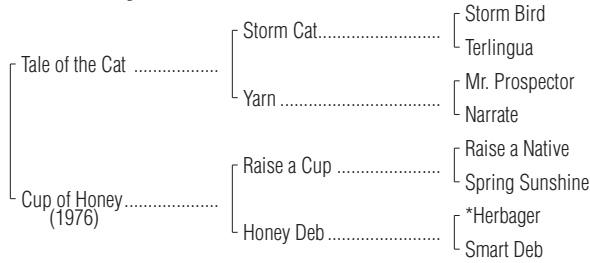 Storm Bird
Storm Cat....................
Terlingua
Tale of the Cat ..................
Mr. Prospector
Yarn ..................................
Narrate
Raise a Native
Raise a Cup ......................
Spring Sunshine
Cup of Honey....................
(1976)
*Herbager
Honey Deb ........................
Smart Deb